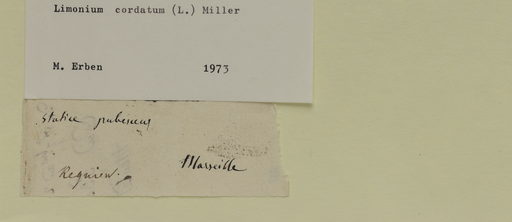 Limonium cordatum (L.) Miller
M. Erben 1973
Statice pubescens
Marseille
Requien.